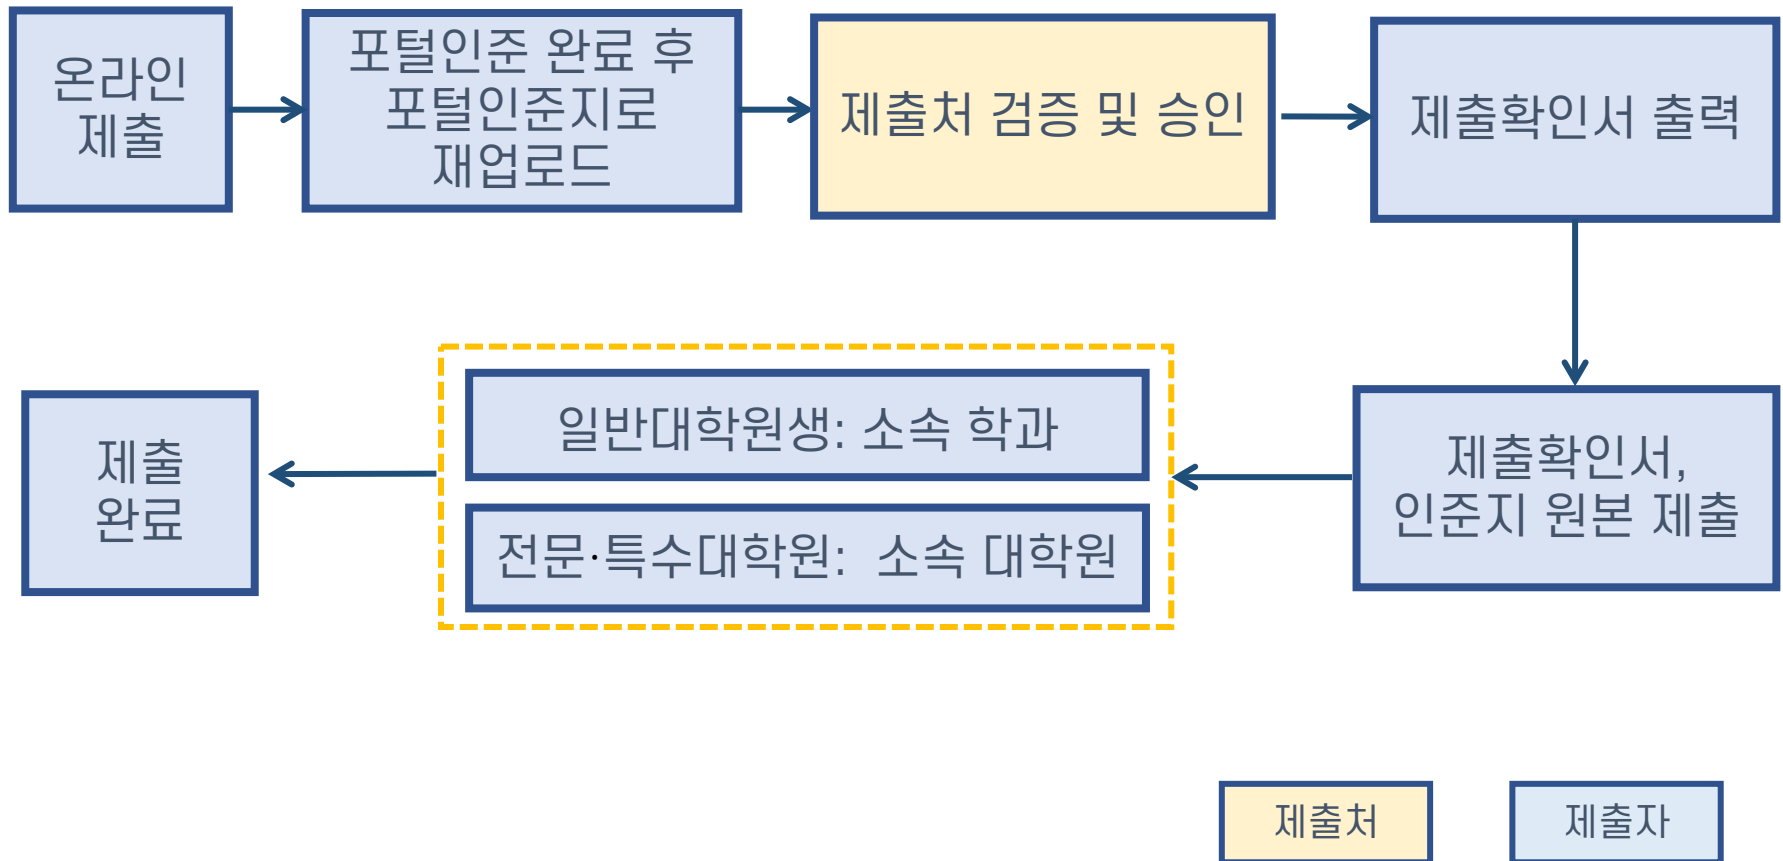 온라인
제출
포털인준 완료 후
포털인준지로
재업로드
제출처 검증 및 승인
제출확인서 출력
제출확인서,
인준지 원본 제출
일반대학원생: 소속 학과
전문·특수대학원: 소속 대학원
제출
완료
제출처
제출자